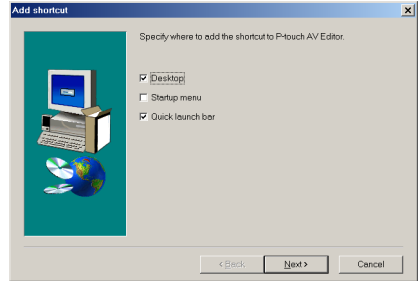 Add shortcut
Specify where to add the shortcut to P-touch AV Editor.
Desktop
Startup menu
Quick launch bar
< Back
Next >
Cancel